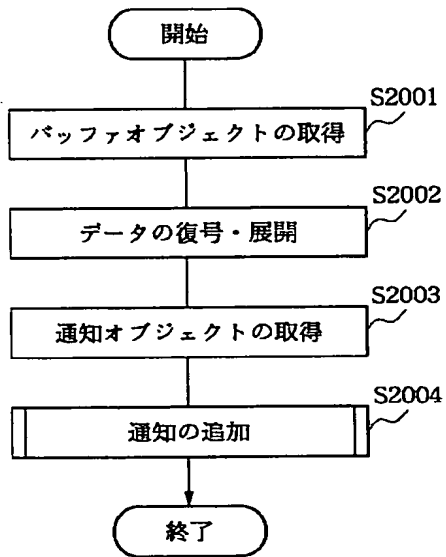 開始
S2001
バッファオブジェクトの取得
S2002
データの復号・展開
S2003
通知オブジェクトの取得
S2004
通知の追加
終了